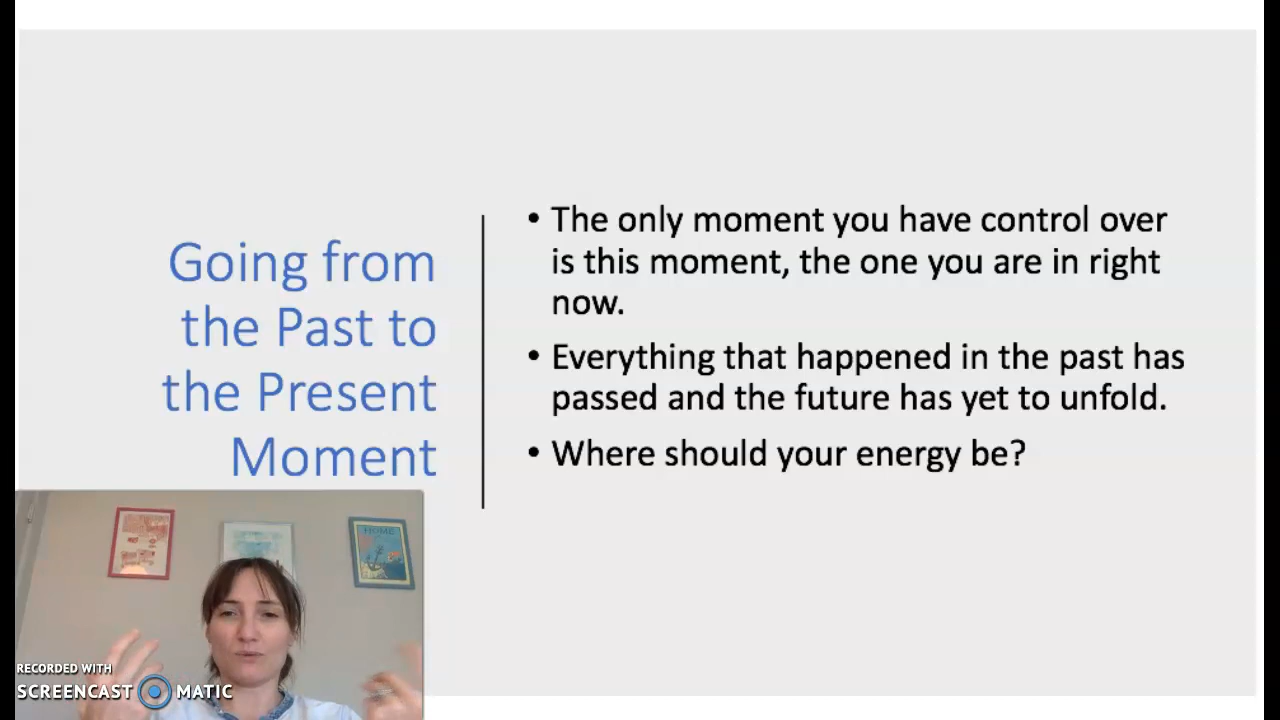 Going from
the Past to
the Present
Moment
• The only moment you have control over
is this moment, the one you are in right
now.
• Everything that happened in the past has
passed and the future has yet to unfold.
• Where should your energy be?
HOME
RECORDED WITH
SCREENCAST MATIC